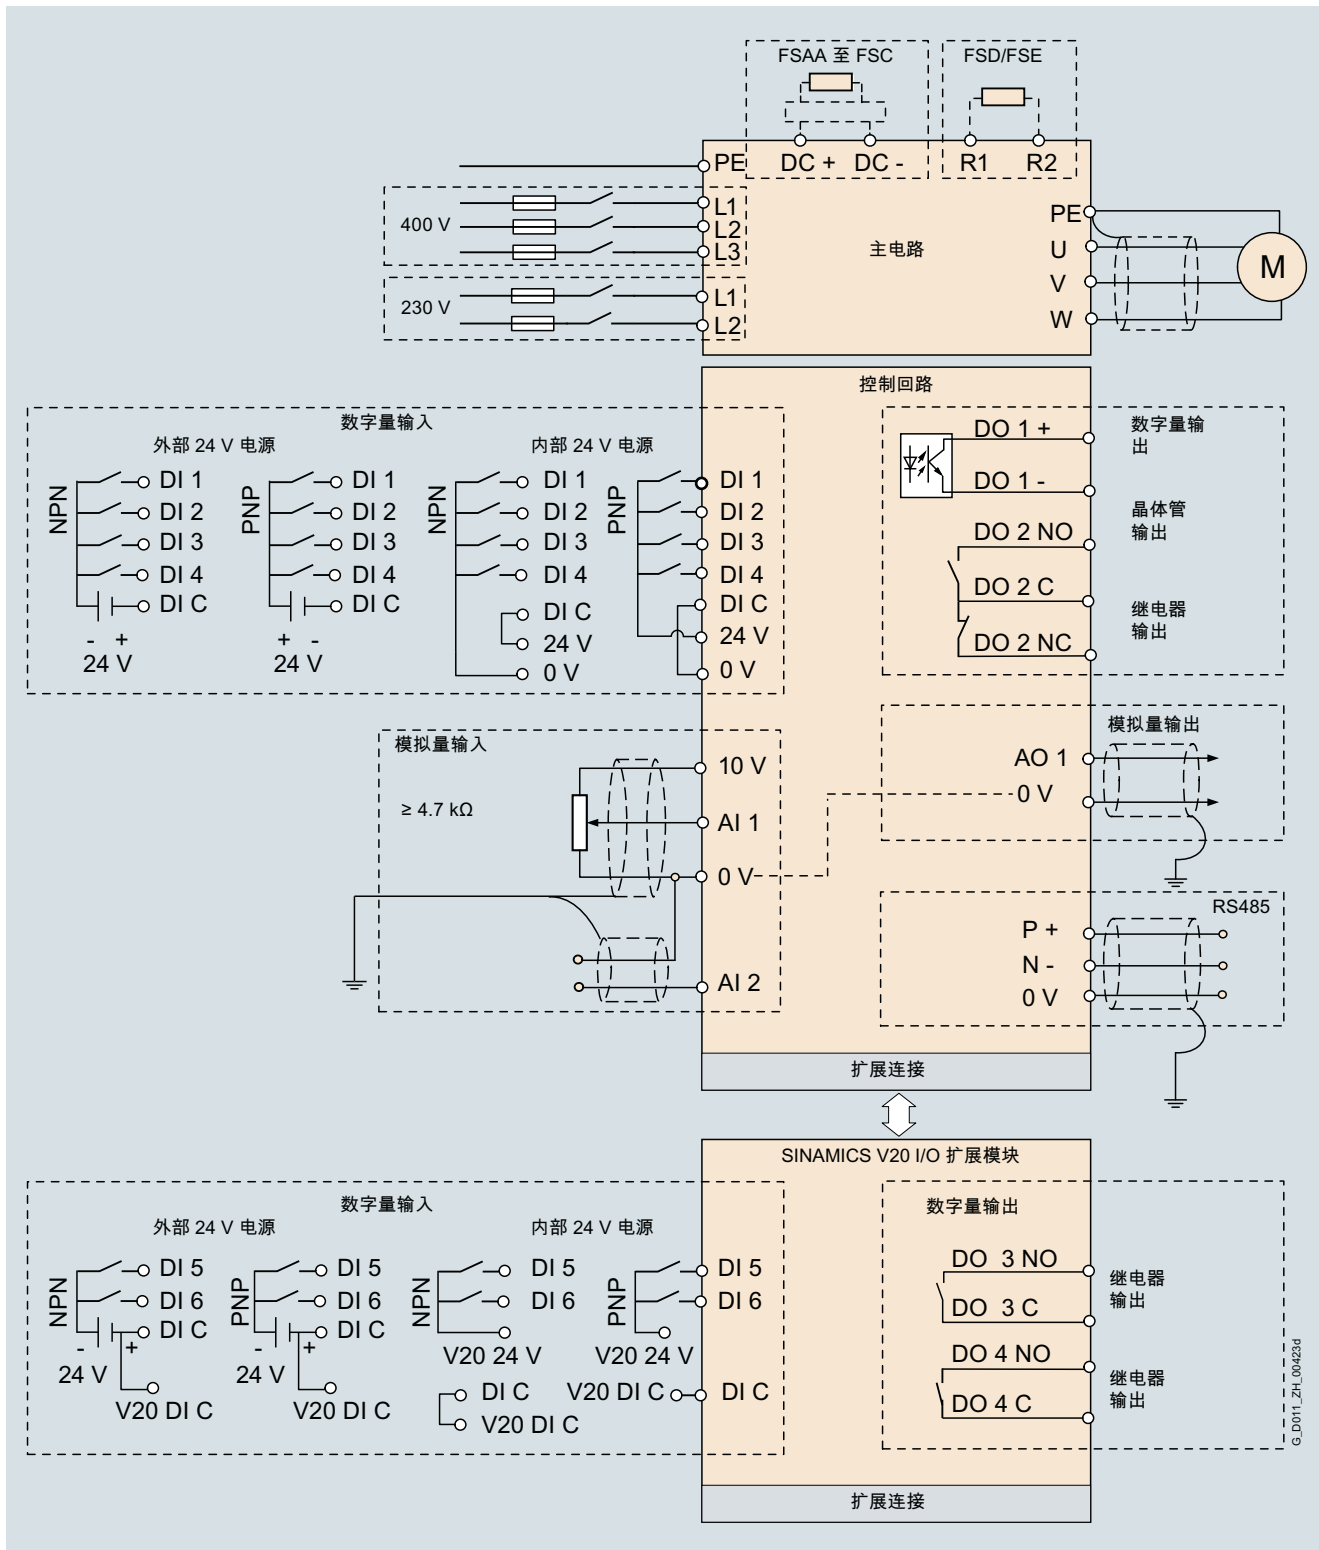 FSAA 至 FSC
FSD/FSE
PE
DC +
DC -
R1
R2
400 V
L1
L2
L3
230 V
L1
L2
主电路
PE
U
V
W
M
控制回路
数字量输入
外部 24 V 电源
内部 24 V 电源
NPN
DI 1
DI 2
DI 3
DI 4
DI C
- +
24 V
PNP
DI 1
DI 2
DI 3
DI 4
DI C
+ -
24 V
NPN
DI 1
DI 2
DI 3
DI 4
DI C
24 V
0 V
PNP
DI 1
DI 2
DI 3
DI 4
DI C
24 V
0 V
DO 1 +
DO 1 -
DO 2 NO
DO 2 C
DO 2 NC
数字量输
出
晶体管
输出
继电器
输出
模拟量输入
≥ 4.7 kΩ
10 V
AI 1
0 V
AI 2
模拟量输出
AO 1
0 V
RS485
P +
N -
0 V
扩展连接
SINAMICS V20 I/O 扩展模块
数字量输入
外部 24 V 电源
内部 24 V 电源
NPN
DI 5
DI 6
DI C
- +
24 V
V20 DI C
PNP
DI 5
DI 6
DI C
- +
24 V
V20 DI C
NPN
DI 5
DI 6
V20 24 V
DI C
V20 DI C
PNP
DI 5
DI 6
V20 24 V
V20 DI C
DI C
数字量输出
DO 3 NO
DO 3 C
DO 4 NO
DO 4 C
继电器
输出
继电器
输出
扩展连接
G_D011_ZH_00423d